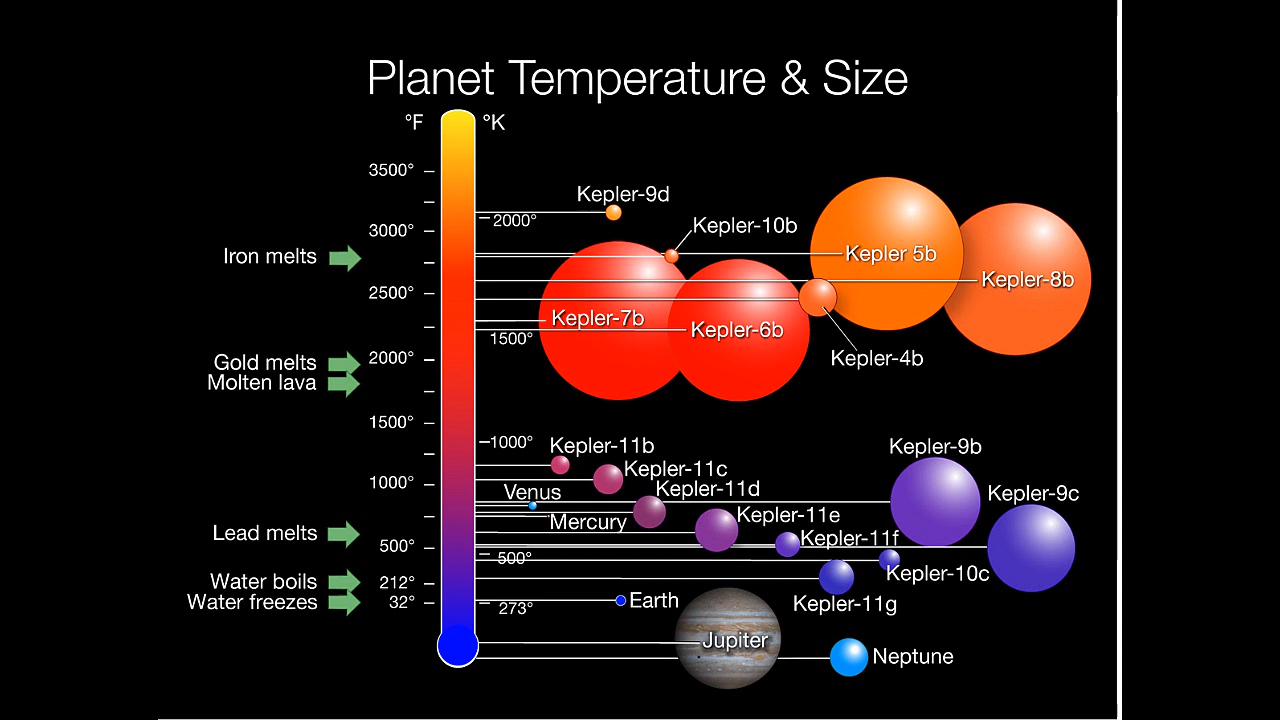 Planet Temperature & Size
°F
°K
3500°
Kepler-9d
2000°
Kepler-10b
3000°
Iron melts
Kepler 5b
Kepler-8b
2500°
Kepler-7b
Kepler-6b
1500°
Kepler-4b
Gold melts
2000°
Molten lava
1500°
1000°
Kepler-11b
Kepler-9b
Kepler-11c
1000°
Venus
Kepler-11d
Kepler-9c
Mercury
Kepler-11e
Lead melts
Kepler-11f
500°
500°
Kepler-10c
Water boils
212°
Water freezes
32°
273°
Earth
Kepler-11g
Jupiter
Neptune